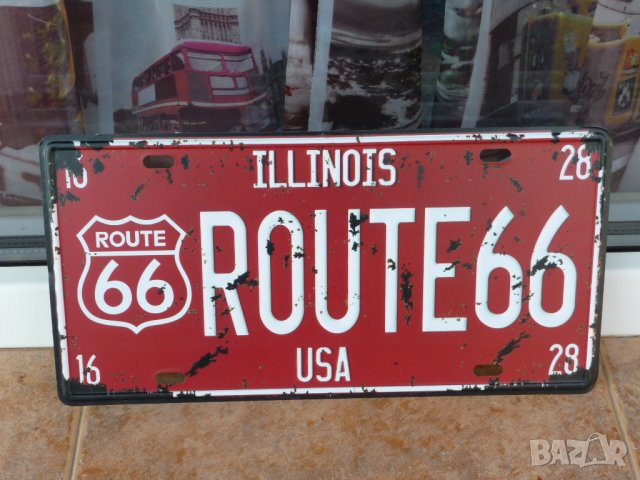 16 ILLINOIS 28
ROUTE
66
ROUTE66
16 USA 28
BAZAR